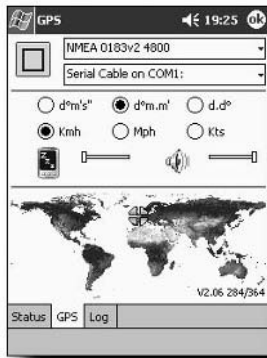 GPS 19:25 ok
NMEA 0183v2 4800
Serial Cable on COM1:
d°m's" d°m.m' d.d°
Kmh Mph Kts
V2.06 284/364
Status GPS Log